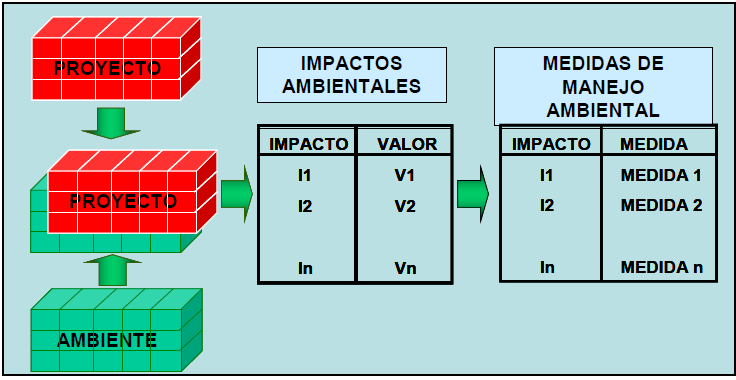 PROYECTO
PROYECTO
AMBIENTE
IMPACTOS
AMBIENTALES
IMPACTO VALOR
I1 V1
I2 V2
In Vn
MEDIDAS DE
MANEJO
AMBIENTAL
IMPACTO MEDIDA
I1 MEDIDA 1
I2 MEDIDA 2
In MEDIDA n